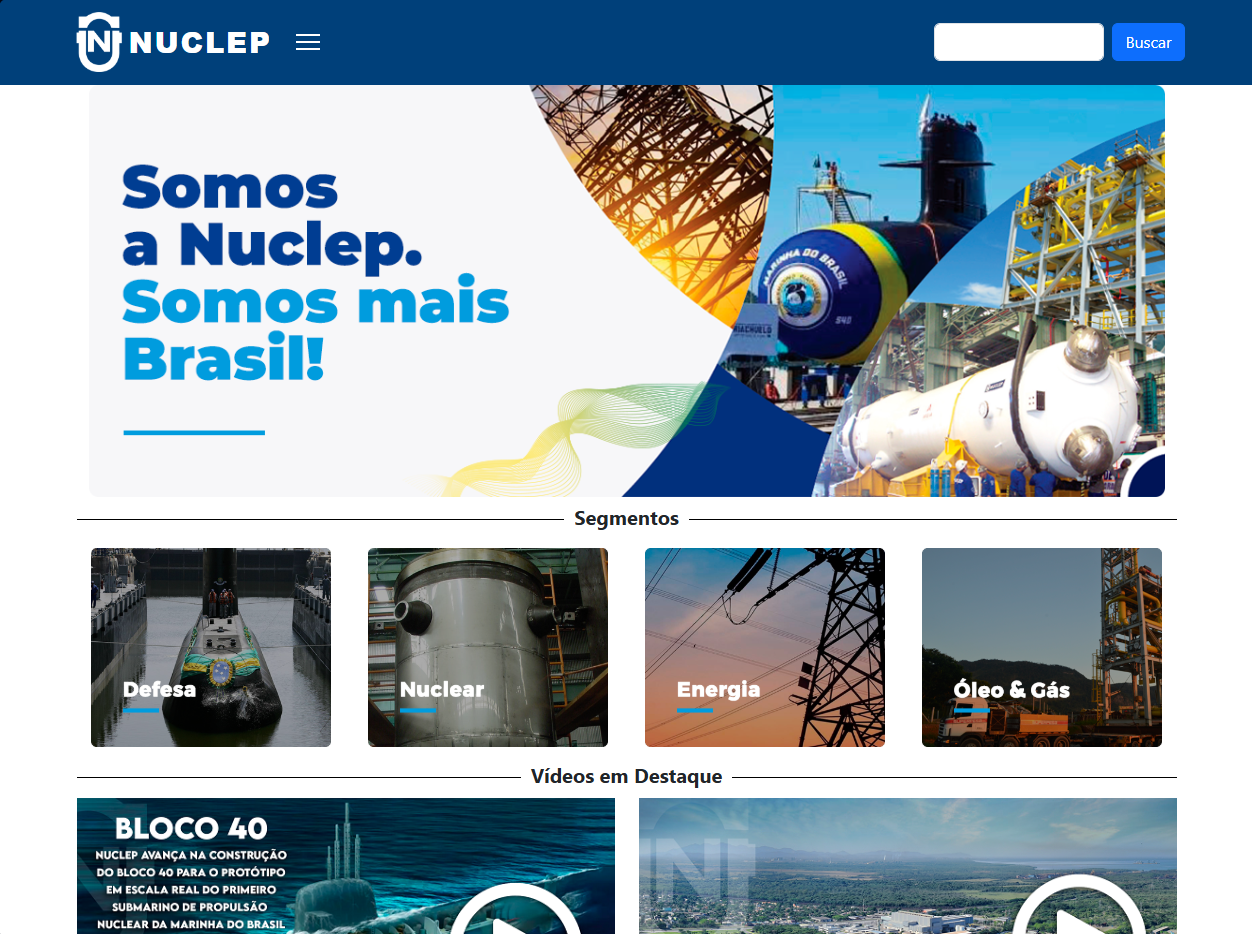 NUCLEP
Buscar
Somos
a Nuclep.
Somos mais
Brasil!
MARINHA DO BRASIL
S40
RIACHUELO
Segmentos
Defesa
Nuclear
Energia
Óleo & Gás
Vídeos em Destaque
BLOCO 40
NUCLEP AVANÇA NA CONSTRUÇÃO
DO BLOCO 40 PARA O PROTÓTIPO
EM ESCALA REAL DO PRIMEIRO
SUBMARINO DE PROPULSÃO
NUCLEAR DA MARINHA DO BRASIL